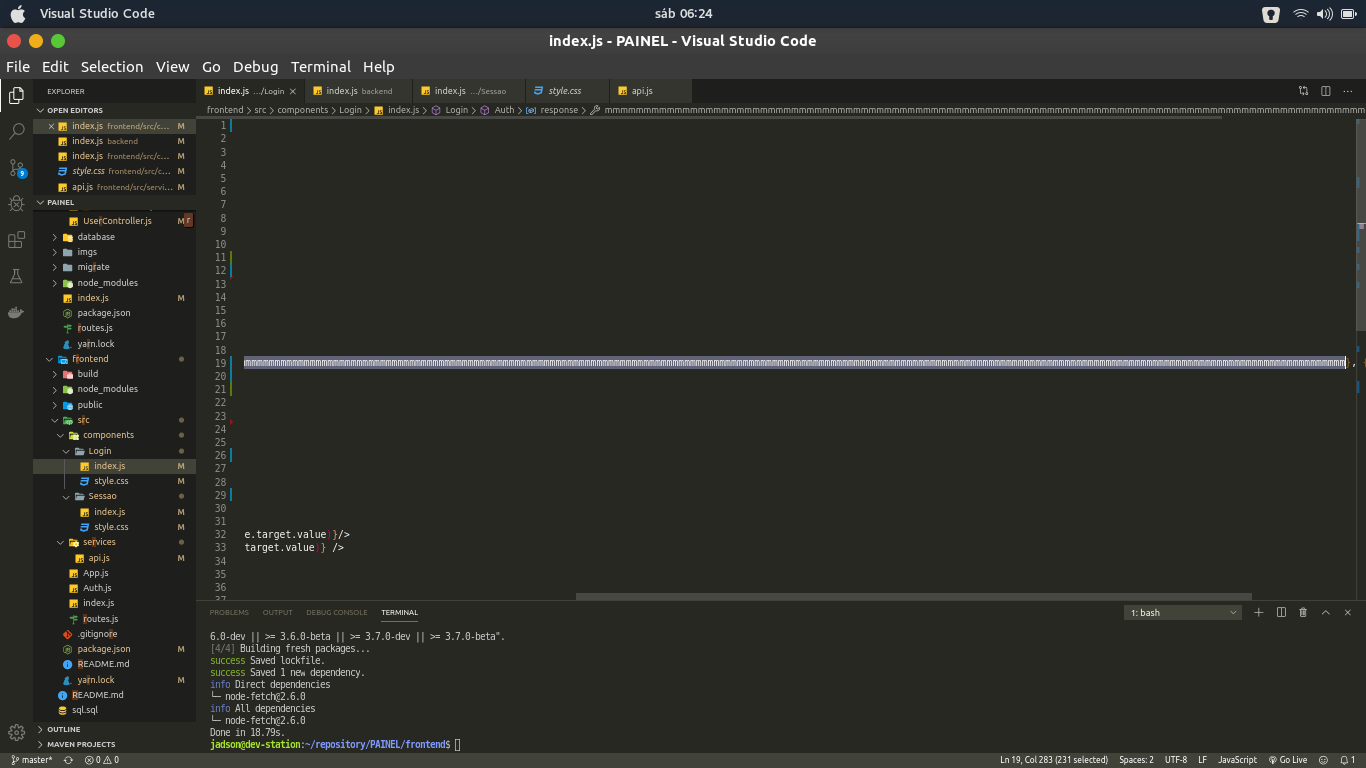 Visual Studio Code
sáb 06:24
index.js - PAINEL - Visual Studio Code
File Edit Selection View Go Debug Terminal Help
EXPLORER
OPEN EDITORS
index.js frontend/src/c... M
index.js backend M
index.js frontend/src/c... M
style.css frontend/src/c... M
api.js frontend/src/servi... M
PAINEL
UserController.js M
r
database
imgs
migrate
node_modules
index.js M
package.json
routes.js
yarn.lock
frontend
build
node_modules
public
src
components
Login
index.js M
style.css M
Sessao
index.js M
style.css M
services
api.js M
App.js
Auth.js
index.js
routes.js
.gitignore
package.json M
README.md
yarn.lock M
README.md
sql.sql
OUTLINE
MAVEN PROJECTS
9
index.js .../Login
index.js backend
index.js .../Sessao
style.css
api.js
frontend > src > components > Login > index.js > Login > Auth > response >
1
2
3
4
5
6
7
8
9
10
11
12
13
14
15
16
17
18
19
20
21
22
23
24
25
26
27
28
29
30
31
32 e.target.value)}/>
33 target.value)} />
34
35
36
37
PROBLEMS OUTPUT DEBUG CONSOLE TERMINAL
1: bash
6.0-dev || >= 3.6.0-beta || >= 3.7.0-dev || >= 3.7.0-beta".
[4/4] Building fresh packages...
success Saved lockfile.
success Saved 1 new dependency.
info Direct dependencies
└─ node-fetch@2.6.0
info All dependencies
└─ node-fetch@2.6.0
Done in 18.79s.
jadson@dev-station:~/repository/PAINEL/frontend$
master* 0 0
Ln 19, Col 283 (231 selected) Spaces: 2 UTF-8 LF JavaScript Go Live 1